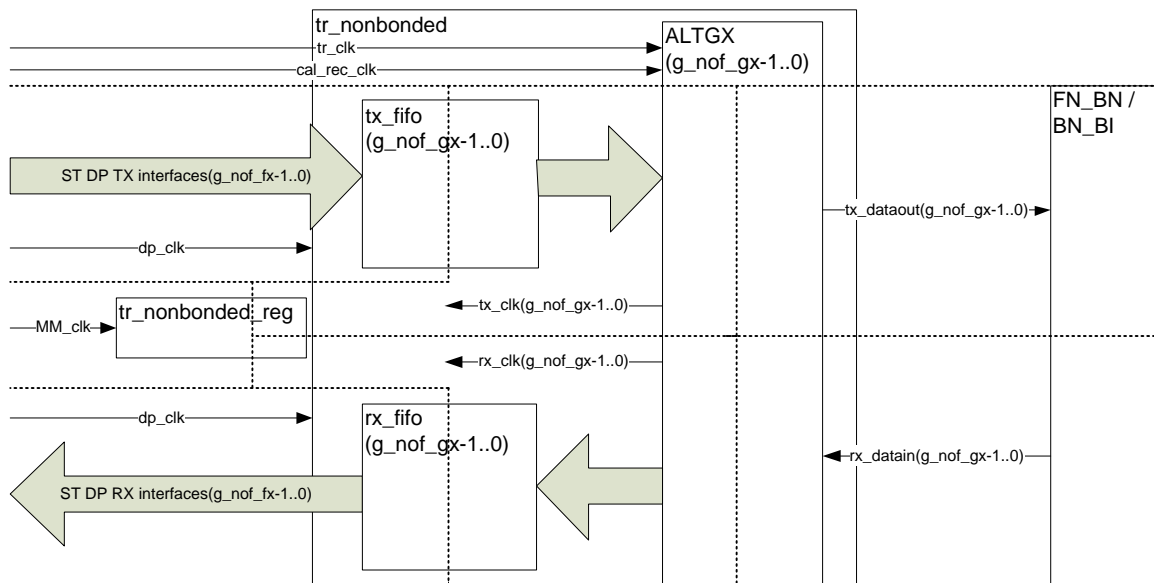 tr_nonbonded
ALTGX
(g_nof_gx-1..0)
tr_clk
cal_rec_clk
FN_BN /
BN_BI
tx_fifo
(g_nof_gx-1..0)
ST DP TX interfaces(g_nof_fx-1..0)
tx_dataout(g_nof_gx-1..0)
dp_clk
tx_clk(g_nof_gx-1..0)
tr_nonbonded_reg
MM_clk
rx_clk(g_nof_gx-1..0)
dp_clk
rx_fifo
(g_nof_gx-1..0)
rx_datain(g_nof_gx-1..0)
ST DP RX interfaces(g_nof_fx-1..0)